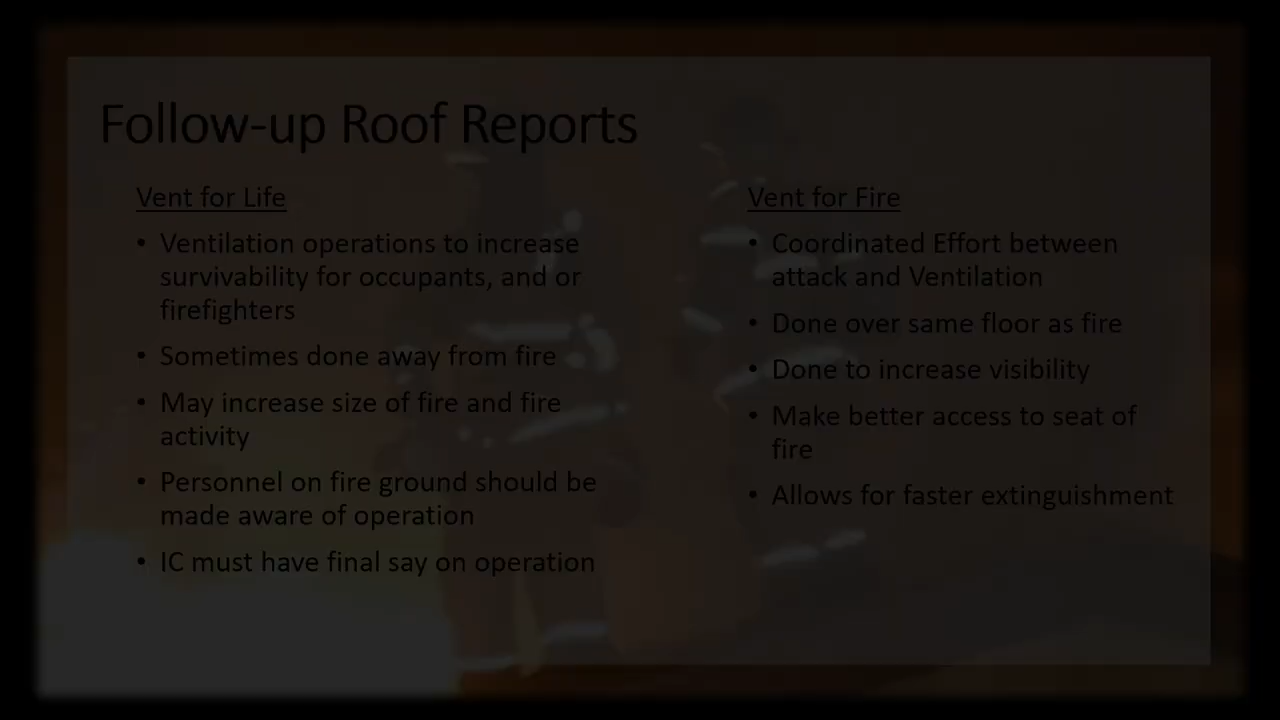 Follow-up Roof Reports
Vent for Life
• Ventilation operations to increase
survivability for occupants, and or
firefighters
• Sometimes done away from fire
• May increase size of fire and fire
activity
• Personnel on fire ground should be
made aware of operation
• IC must have final say on operation
Vent for Fire
• Coordinated Effort between
attack and Ventilation
• Done over same floor as fire
• Done to increase visibility
• Make better access to seat of
fire
• Allows for faster extinguishment